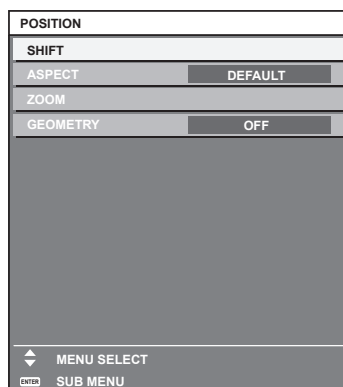 POSITION
SHIFT
ASPECT DEFAULT
ZOOM
GEOMETRY OFF
MENU SELECT
ENTER SUB MENU